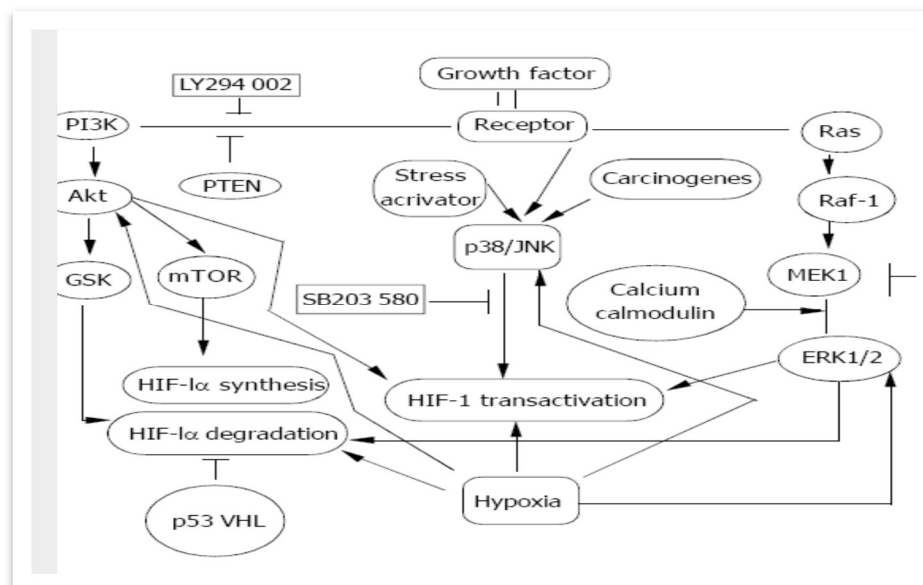 Growth factor
LY294 002
PI3K
Receptor
Ras
Akt
PTEN
Stress
acrivator
Carcinogenes
Raf-1
p38/JNK
GSK
mTOR
MEK1
SB203 580
Calcium
calmodulin
ERK1/2
HIF-lα synthesis
HIF-1 transactivation
HIF-lα degradation
Hypoxia
p53 VHL